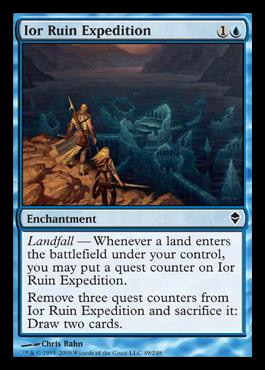 Ior Ruin Expedition 1
Enchantment
Landfall — Whenever a land enters
the battlefield under your control,
you may put a quest counter on Ior
Ruin Expedition.
Remove three quest counters from
Ior Ruin Expedition and sacrifice it:
Draw two cards.
Chris Rahn
™ & © 1993–2009 Wizards of the Coast LLC 49/249